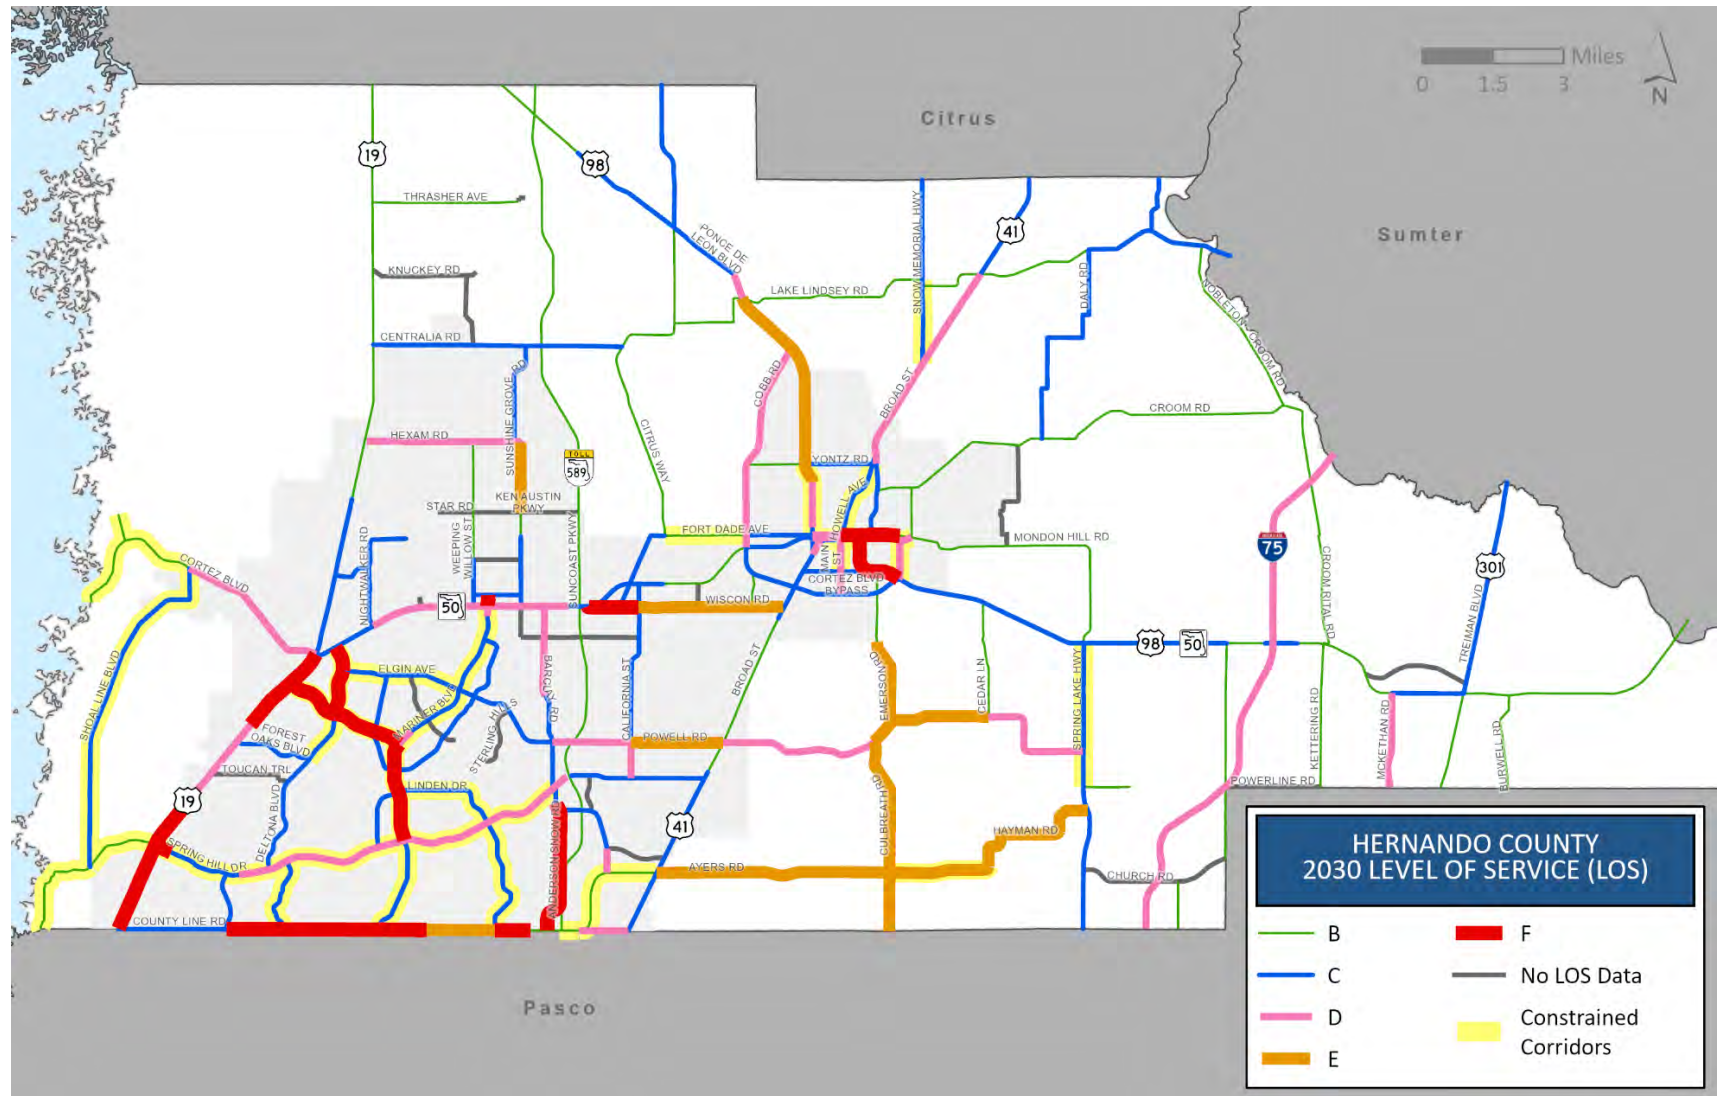 Citrus
Miles
0 1.5 3
N
19
98
THRASHER AVE
PONCE DE
LEON BLVD
SNOW MEMORIAL HWY
41
Sumter
KNUCKEY RD
LAKE LINDSEY RD
DALY RD
NOBLETON CROOM RD
CENTRALIA RD
SUNSHINE GROVE RD
COBB RD
BROAD ST
CROOM RD
HEXAM RD
CITRUS WAY
TOLL
589
YONTZ RD
HOWELL AVE
STAR RD
KEN AUSTIN
PKWY
WEEPING
WILLOW ST
SUNCOAST PKWY
FORT DADE AVE
MAIN
ST
MONDON HILL RD
INTERSTATE
75
CROOM RITAL RD
301
TREIMAN BLVD
CORTEZ BLVD
NIGHTWALKER RD
50
WISCON RD
CORTEZ BLVD
BYPASS
98
50
SHOAL LINE BLVD
ELGIN AVE
MARINER BLVD
STERLING HILLS
BARCLAY RD
CALIFORNIA ST
BROAD ST
EMERSON RD
CEDAR LN
SPRING LAKE HWY
KETTERING RD
MCKETHAN RD
BURWELL RD
FOREST
OAKS BLVD
POWELL RD
TOUCAN TRL
LINDEN DR
POWERLINE RD
19
DELTONA BLVD
ANDERSON SNOW RD
41
CULBREATH RD
HAYMAN RD
SPRING HILL DR
AYERS RD
CHURCH RD
COUNTY LINE RD
Pasco
HERNANDO COUNTY
2030 LEVEL OF SERVICE (LOS)
B
C
D
E
F
No LOS Data
Constrained
Corridors